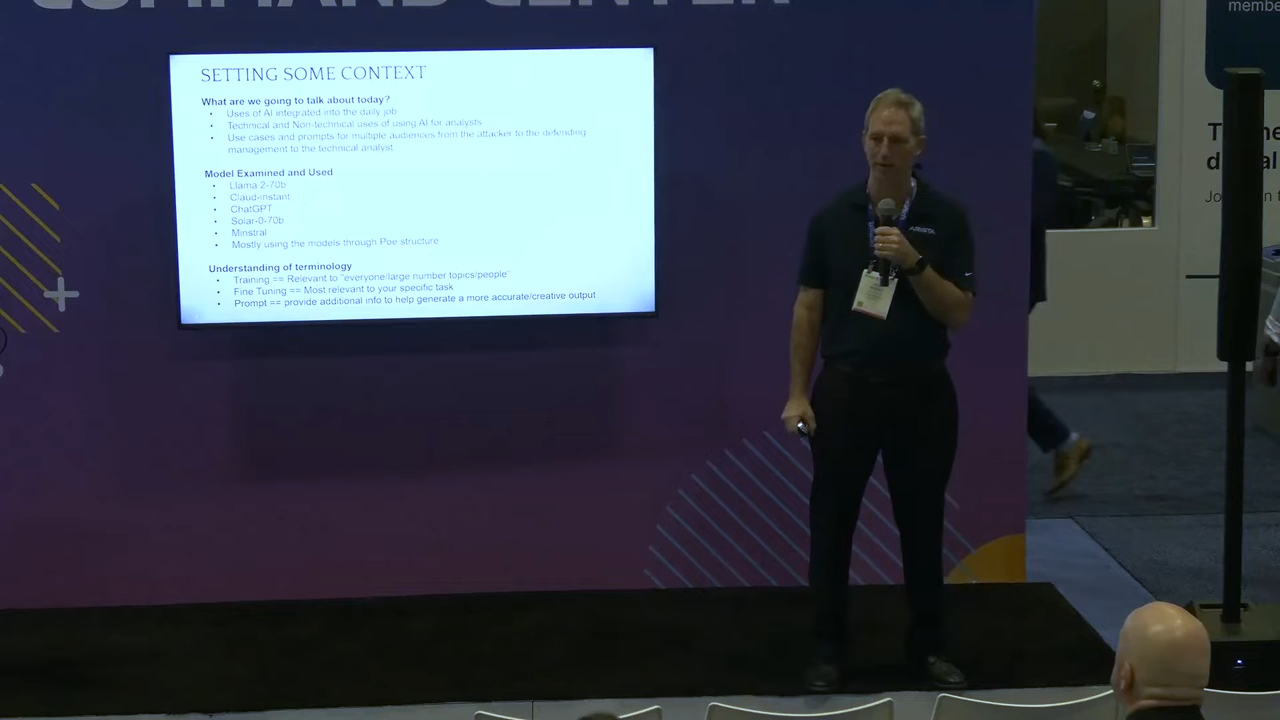 COMMAND CENTER
SETTING SOME CONTEXT
What are we going to talk about today?
• Uses of AI integrated into the daily job
• Technical and Non-technical uses of using AI for analysts
• Use cases and prompts for multiple audiences from the attacker to the defending
management to the technical analyst
Model Examined and Used
• Llama 2-70b
• Claud-instant
• ChatGPT
• Solar-0-70b
• Minstral
• Mostly using the models through Poe structure
Understanding of terminology
• Training == Relevant to "everyone/large number topics/people"
• Fine Tuning == Most relevant to your specific task
• Prompt == provide additional info to help generate a more accurate/creative output
ARISTA
membe